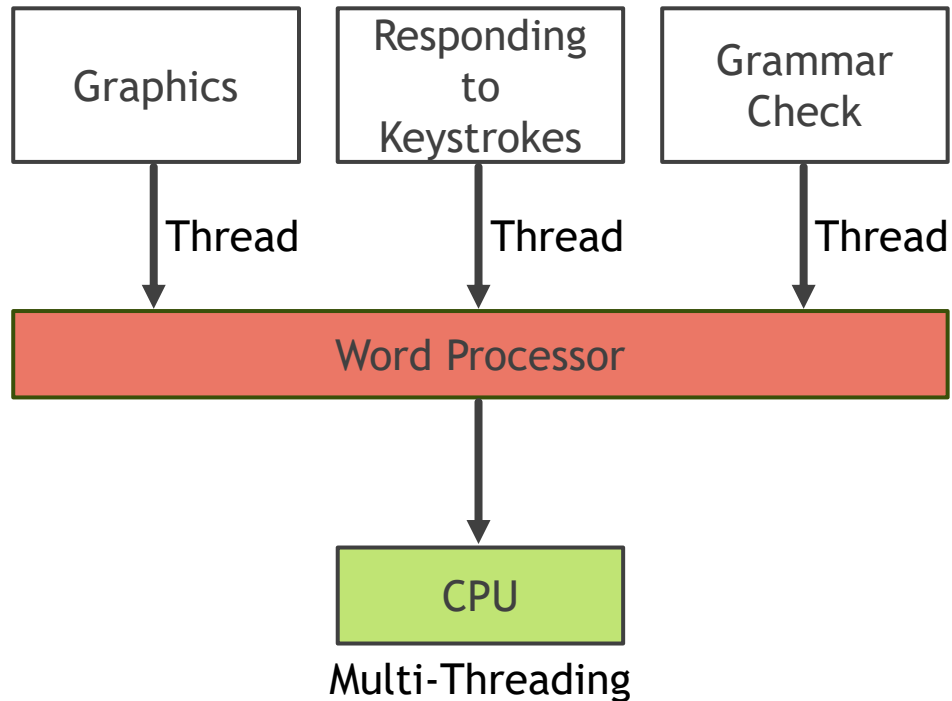 Graphics
Responding
to
Keystrokes
Grammar
Check
Thread
Thread
Thread
Word Processor
CPU
Multi-Threading